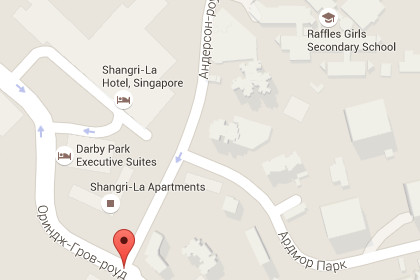 Raffles Girls
Secondary School
Андерсон-ро
Shangri-La
Hotel, Singapore
Darby Park
Executive Suites
Shangri-La Apartments
Ориндж-Гров-роуд
Ардмор Парк